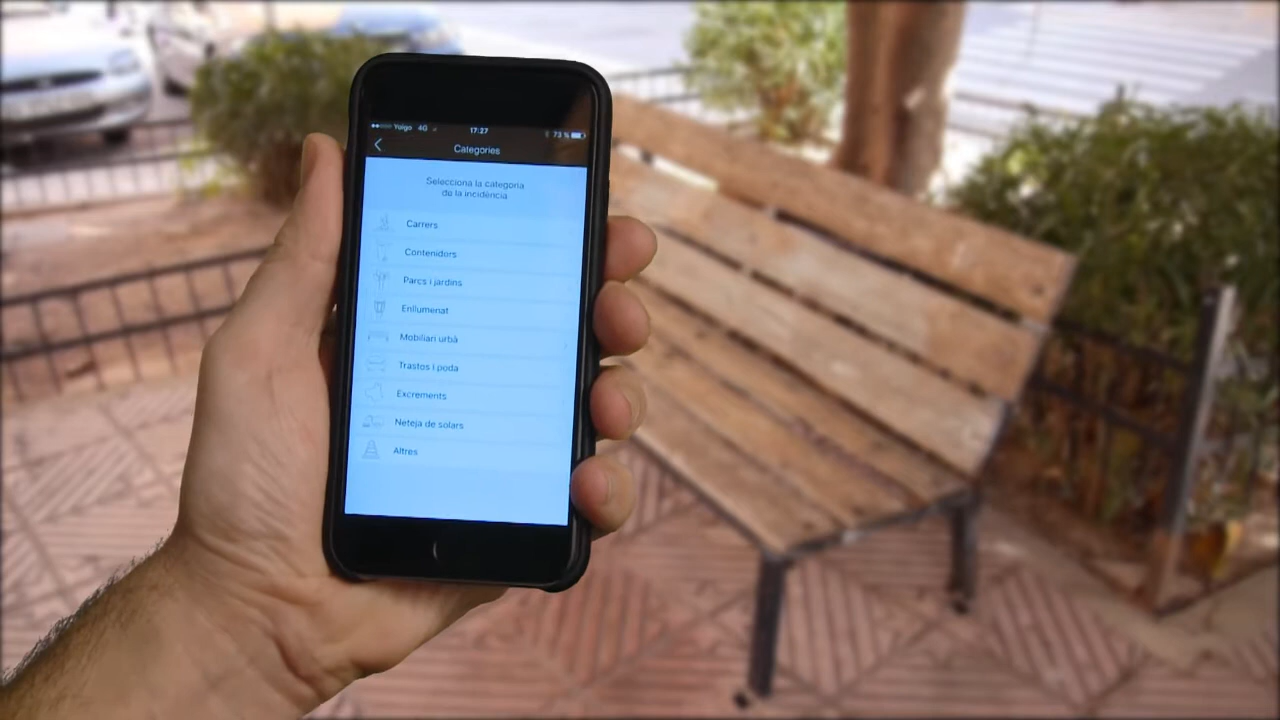 Yoigo 4G 17:27 73 %
Categories
Selecciona la categoria
de la incidència
Carrers
Contenidors
Parcs i jardins
Enllumenat
Mobiliari urbà
Trastos i poda
Excrements
Neteja de solars
Altres